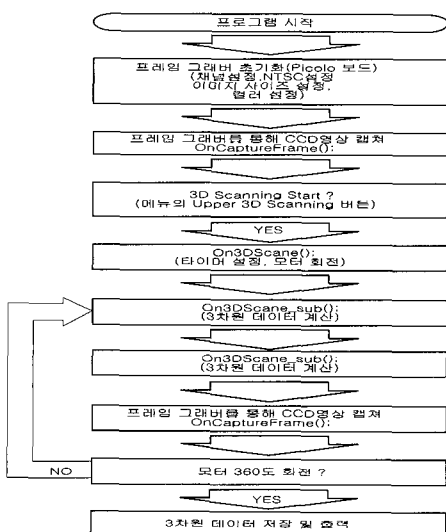 프로그램 시작
프레임 그래버 초기화(Picolo 보드)
(채널설정,NTSC설정
이미지 사이즈 설정,
컬러 설정)
프레임 그래버를 통해 CCD영상 캡쳐
OnCaptureFrame();
3D Scanning Start ?
(메뉴의 Upper 3D Scanning 버튼)
YES
On3DScane();
(타이머 설정, 모터 회전)
On3DScane_sub();
(3차원 데이터 계산)
On3DScane_sub();
(3차원 데이터 계산)
프레임 그래버를 통해 CCD영상 캡쳐
OnCaptureFrame();
NO
모터 360도 회전 ?
YES
3차원 데이터 저장 및 출력